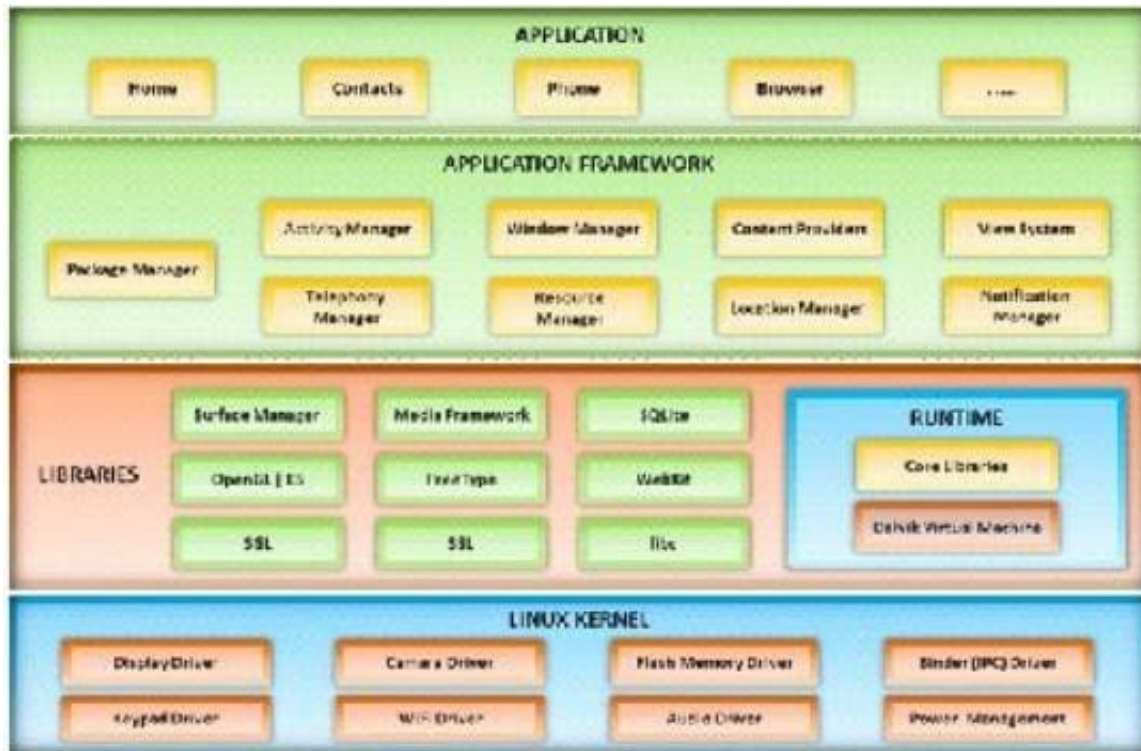 APPLICATION
Home
Contacts
Phone
Browser
....
APPLICATION FRAMEWORK
Package Manager
Activity Manager
Window Manager
Content Providers
View System
Telephony
Manager
Resource
Manager
Location Manager
Notification
Manager
LIBRARIES
Surface Manager
Media Framework
SQLite
OpenGL | ES
FreeType
WebKit
SSL
SSL
libc
RUNTIME
Core Libraries
Dalvik Virtual Machine
LINUX KERNEL
Display Driver
Camera Driver
Flash Memory Driver
Binder (IPC) Driver
Keypad Driver
WiFi Driver
Audio Driver
Power Management